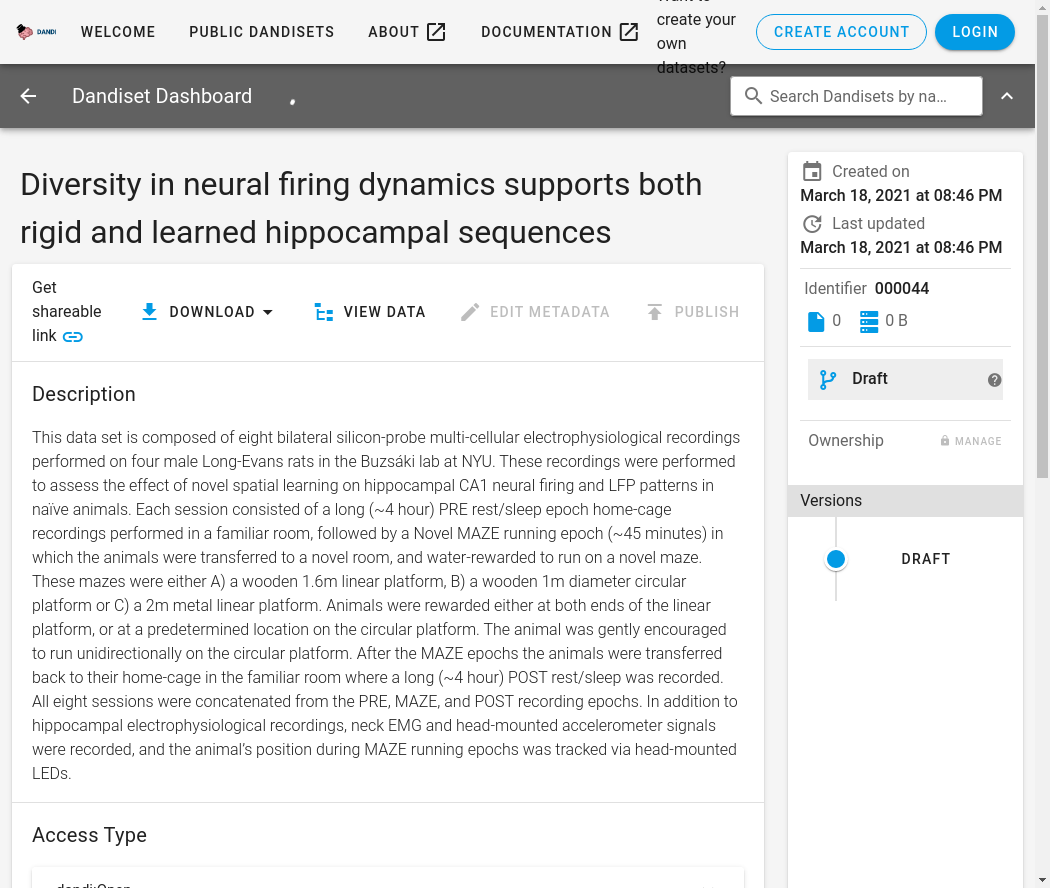 DANDI
WELCOME
PUBLIC DANDISETS
ABOUT
DOCUMENTATION
create your
own
datasets?
CREATE ACCOUNT
LOGIN
Dandiset Dashboard
Search Dandisets by na…
Diversity in neural firing dynamics supports both
rigid and learned hippocampal sequences
Get
shareable
link
DOWNLOAD
VIEW DATA
EDIT METADATA
PUBLISH
Description
This data set is composed of eight bilateral silicon-probe multi-cellular electrophysiological recordings
performed on four male Long-Evans rats in the Buzsáki lab at NYU. These recordings were performed
to assess the effect of novel spatial learning on hippocampal CA1 neural firing and LFP patterns in
naïve animals. Each session consisted of a long (~4 hour) PRE rest/sleep epoch home-cage
recordings performed in a familiar room, followed by a Novel MAZE running epoch (~45 minutes) in
which the animals were transferred to a novel room, and water-rewarded to run on a novel maze.
These mazes were either A) a wooden 1.6m linear platform, B) a wooden 1m diameter circular
platform or C) a 2m metal linear platform. Animals were rewarded either at both ends of the linear
platform, or at a predetermined location on the circular platform. The animal was gently encouraged
to run unidirectionally on the circular platform. After the MAZE epochs the animals were transferred
back to their home-cage in the familiar room where a long (~4 hour) POST rest/sleep was recorded.
All eight sessions were concatenated from the PRE, MAZE, and POST recording epochs. In addition to
hippocampal electrophysiological recordings, neck EMG and head-mounted accelerometer signals
were recorded, and the animal's position during MAZE running epochs was tracked via head-mounted
LEDs.
Access Type
Created on
March 18, 2021 at 08:46 PM
Last updated
March 18, 2021 at 08:46 PM
Identifier 000044
0
0 B
Draft
Ownership
MANAGE
Versions
DRAFT